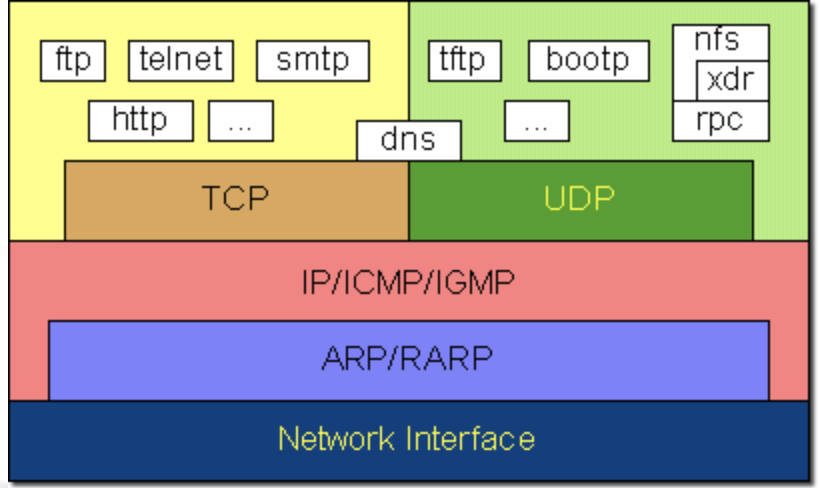 ftp telnet smtp tftp bootp nfs
xdr
http ... dns ... rpc
TCP UDP
IP/ICMP/IGMP
ARP/RARP
Network Interface